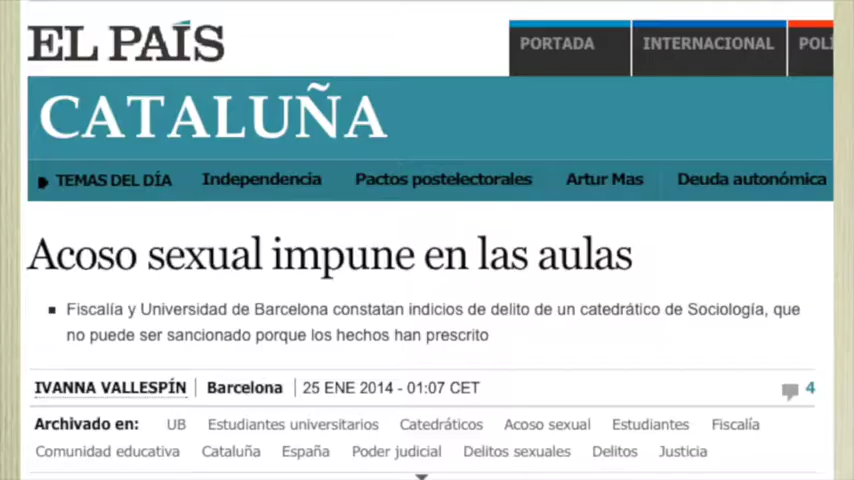 EL PAÍS
PORTADA INTERNACIONAL POLÍ
CATALUÑA
TEMAS DEL DÍA Independencia Pactos postelectorales Artur Mas Deuda autonómica
Acoso sexual impune en las aulas
Fiscalía y Universidad de Barcelona constatan indicios de delito de un catedrático de Sociología, que
no puede ser sancionado porque los hechos han prescrito
IVANNA VALLESPÍN Barcelona 25 ENE 2014 - 01:07 CET 4
Archivado en: UB Estudiantes universitarios Catedráticos Acoso sexual Estudiantes Fiscalía
Comunidad educativa Cataluña España Poder judicial Delitos sexuales Delitos Justicia